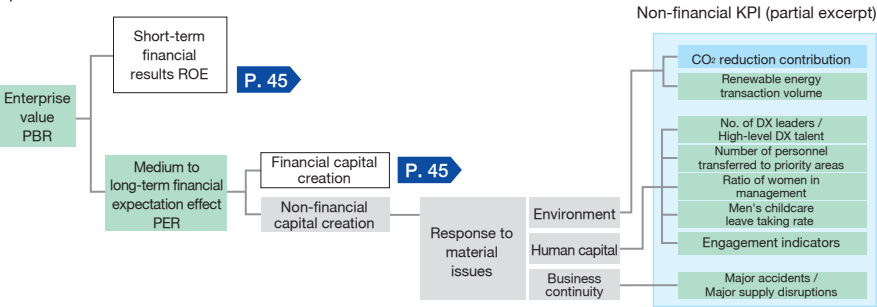 Non-financial KPI (partial excerpt)
Short-term
financial
results ROE
P. 45
Enterprise
value
PBR
Medium to
long-term financial
expectation effect
PER
Financial capital
creation
P. 45
Non-financial
capital creation
Response to
material
issues
Environment
Human capital
Business
continuity
CO2 reduction contribution
Renewable energy
transaction volume
No. of DX leaders /
High-level DX talent
Number of personnel
transferred to priority areas
Ratio of women in
management
Men's childcare
leave taking rate
Engagement indicators
Major accidents /
Major supply disruptions